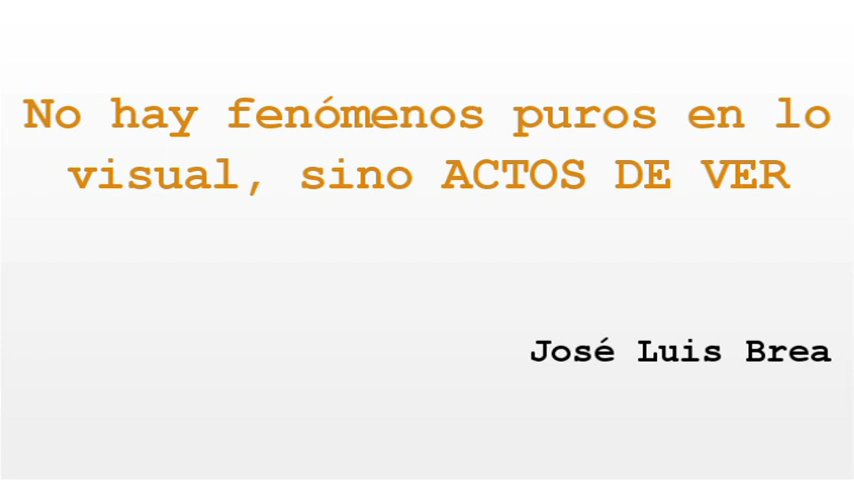 No hay fenómenos puros en lo
visual, sino ACTOS DE VER
José Luis Brea